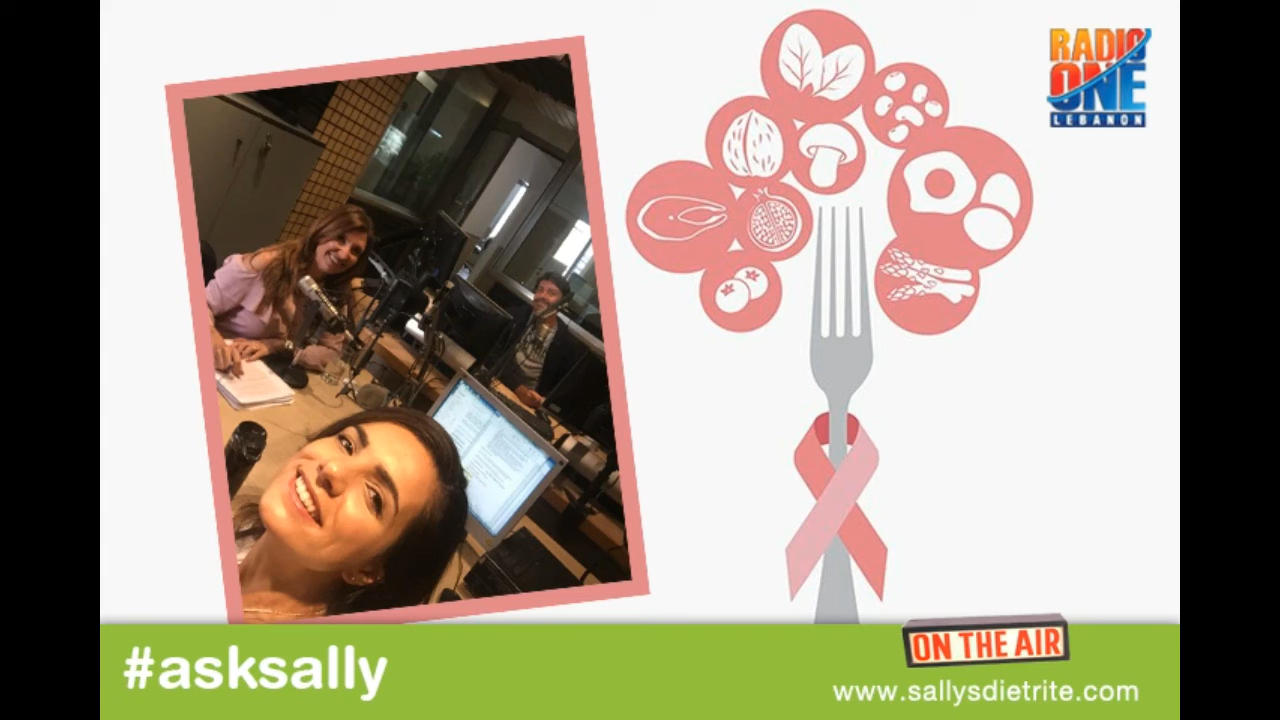 RADIO
ONE
LEBANON
#asksally
ON THE AIR
www.sallysdietrite.com